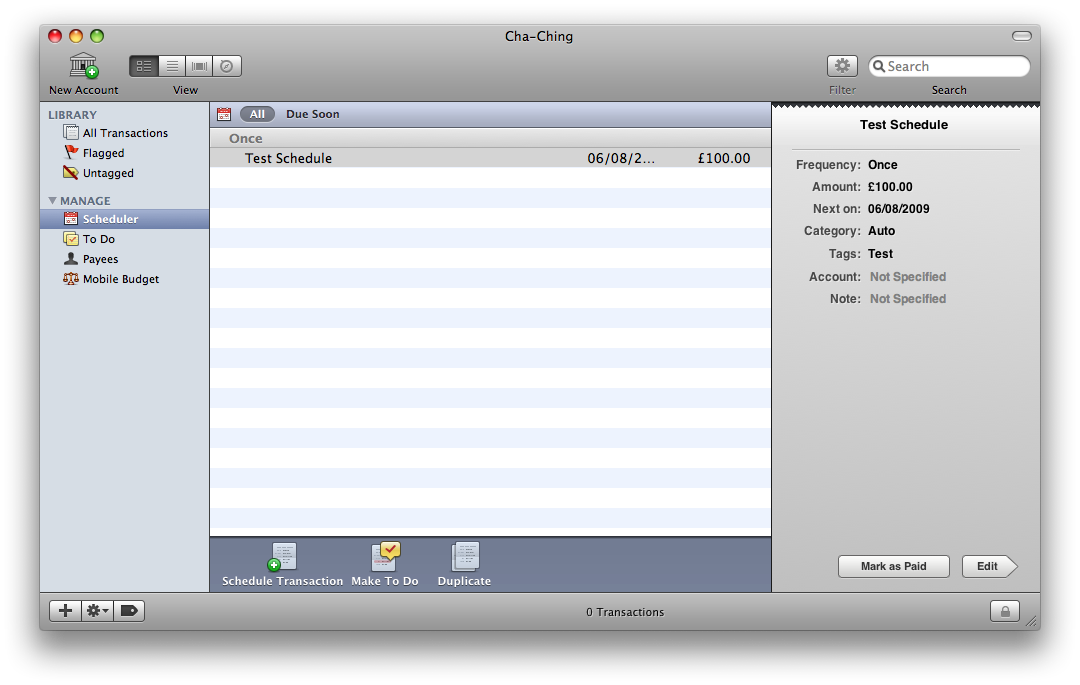 Cha-Ching
New Account
View
Filter
Search
Search
LIBRARY
All Transactions
Flagged
Untagged
MANAGE
Scheduler
To Do
Payees
Mobile Budget
All Due Soon
Once
Test Schedule 06/08/2... £100.00
Schedule Transaction Make To Do Duplicate
Test Schedule
Frequency: Once
Amount: £100.00
Next on: 06/08/2009
Category: Auto
Tags: Test
Account: Not Specified
Note: Not Specified
Mark as Paid Edit
0 Transactions